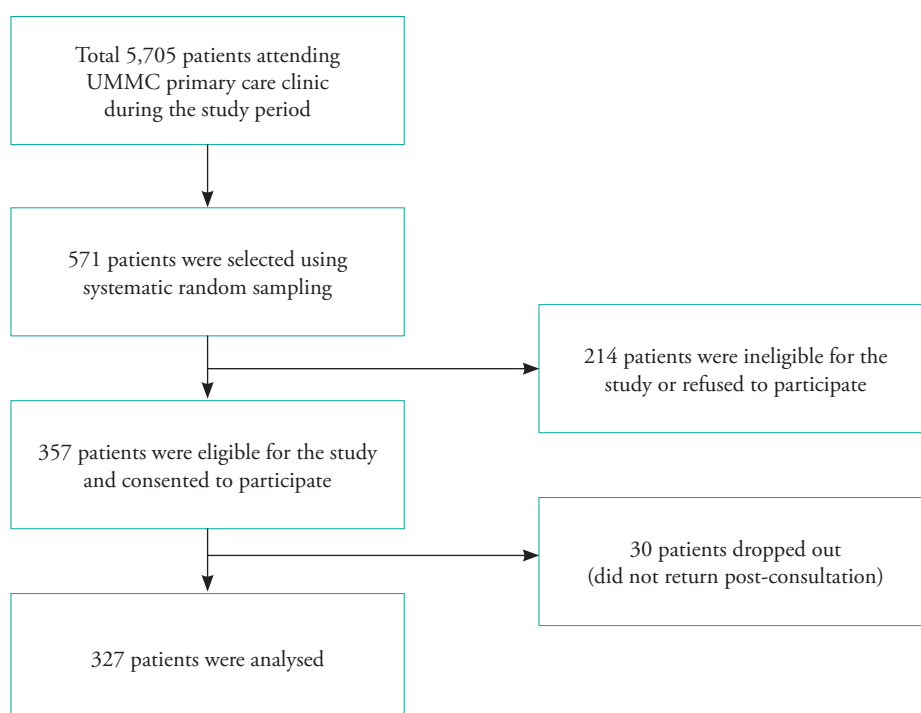 Total 5,705 patients attending
UMMC primary care clinic
during the study period
571 patients were selected using
systematic random sampling
214 patients were ineligible for the
study or refused to participate
357 patients were eligible for the study
and consented to participate
30 patients dropped out
(did not return post-consultation)
327 patients were analysed